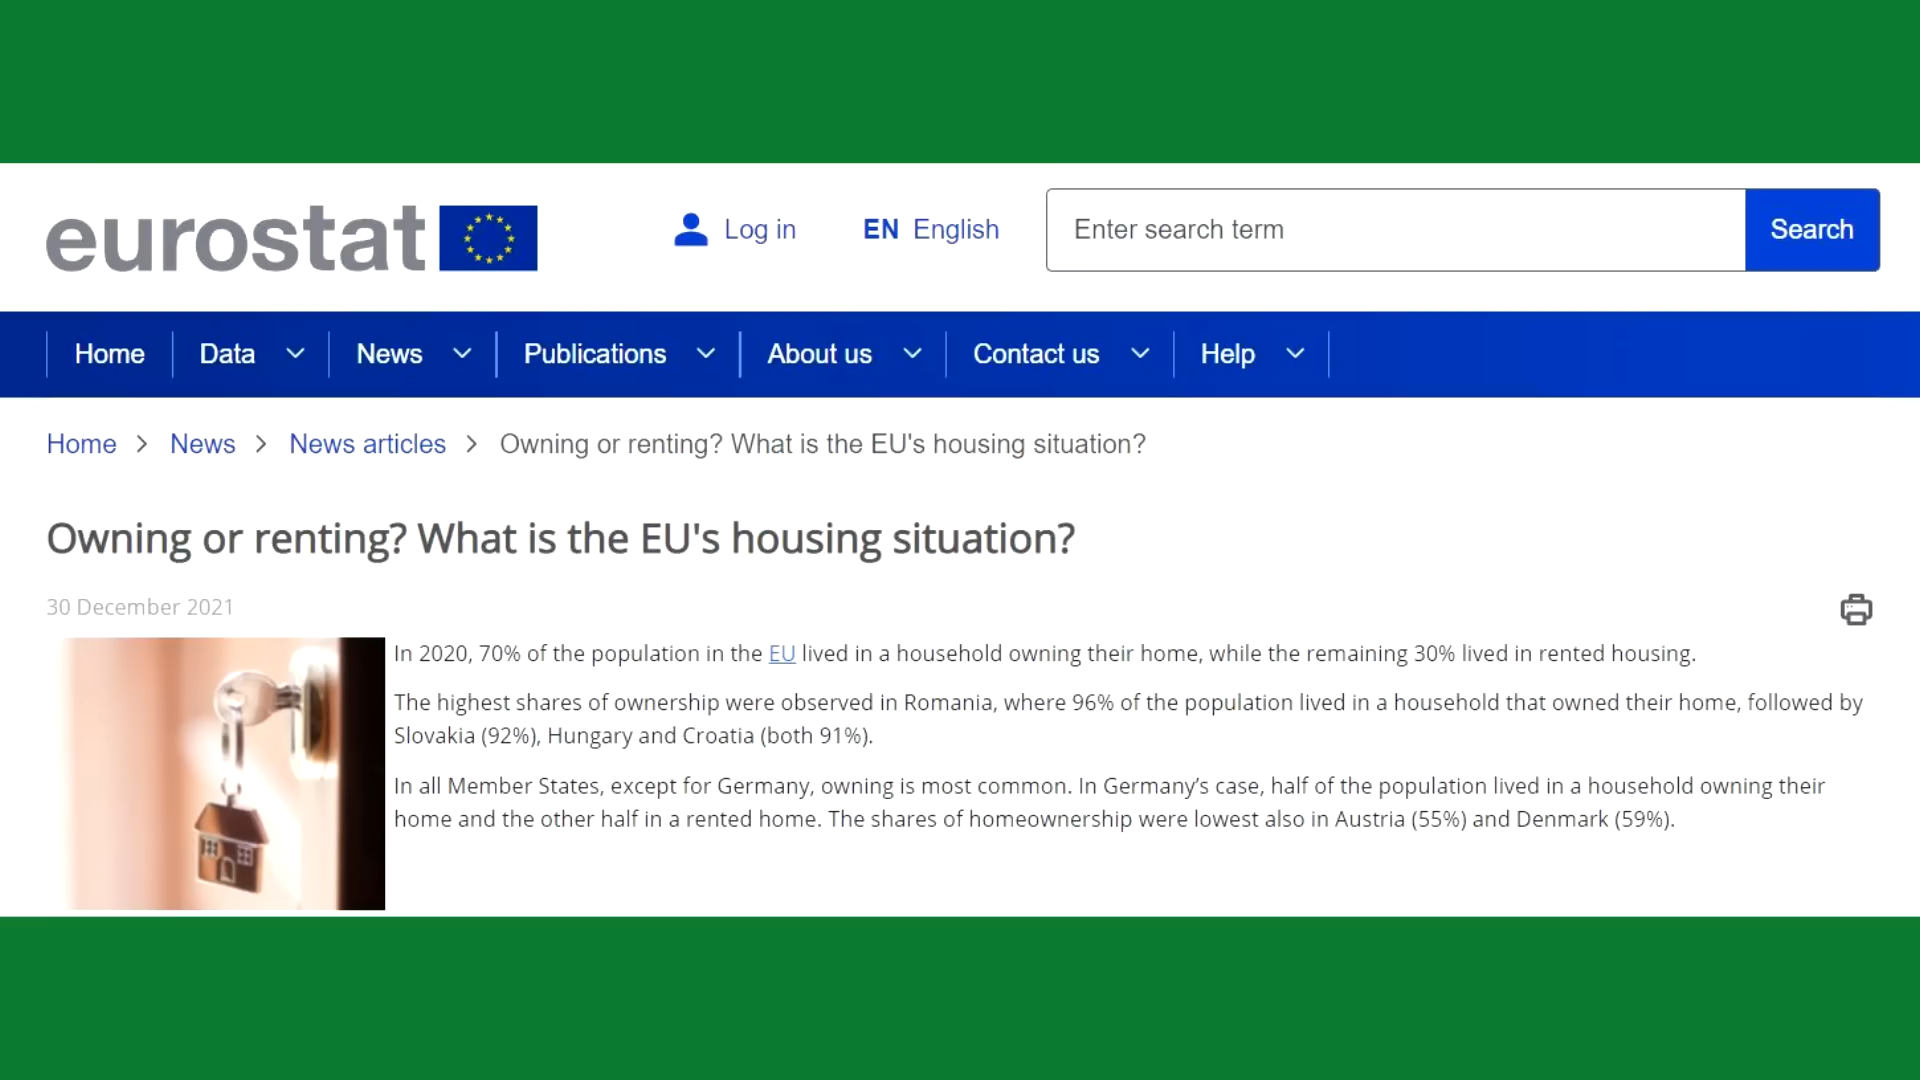 eurostat
Log in
EN English
Enter search term
Search
Home
Data
News
Publications
About us
Contact us
Help
Home > News > News articles > Owning or renting? What is the EU's housing situation?
Owning or renting? What is the EU's housing situation?
30 December 2021
In 2020, 70% of the population in the EU lived in a household owning their home, while the remaining 30% lived in rented housing.
The highest shares of ownership were observed in Romania, where 96% of the population lived in a household that owned their home, followed by
Slovakia (92%), Hungary and Croatia (both 91%).
In all Member States, except for Germany, owning is most common. In Germany’s case, half of the population lived in a household owning their
home and the other half in a rented home. The shares of homeownership were lowest also in Austria (55%) and Denmark (59%).